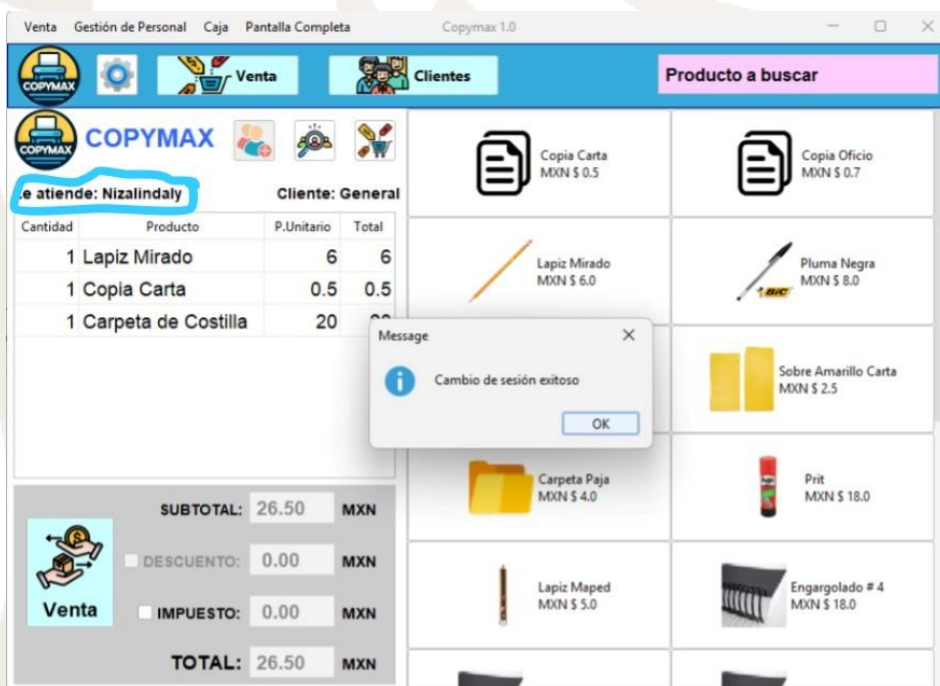 Venta Gestión de Personal Caja Pantalla Completa Copymax 1.0
COPYMAX Venta Clientes Producto a buscar
COPYMAX COPYMAX
atiende: Nizalindaly Cliente: General
Cantidad Producto P.Unitario Total
1 Lapiz Mirado 6 6
1 Copia Carta 0.5 0.5
1 Carpeta de Costilla 20
SUBTOTAL: 26.50 MXN
DESCUENTO: 0.00 MXN
Venta IMPUESTO: 0.00 MXN
TOTAL: 26.50 MXN
Copia Carta
MXN $ 0.5
Copia Oficio
MXN $ 0.7
Lapiz Mirado
MXN $ 6.0
Pluma Negra
MXN $ 8.0
BIC
Message
Cambio de sesión exitoso
OK
Sobre Amarillo Carta
MXN $ 2.5
Carpeta Paja
MXN $ 4.0
Prit
MXN $ 18.0
Lapiz Maped
MXN $ 5.0
Engargolado # 4
MXN $ 18.0